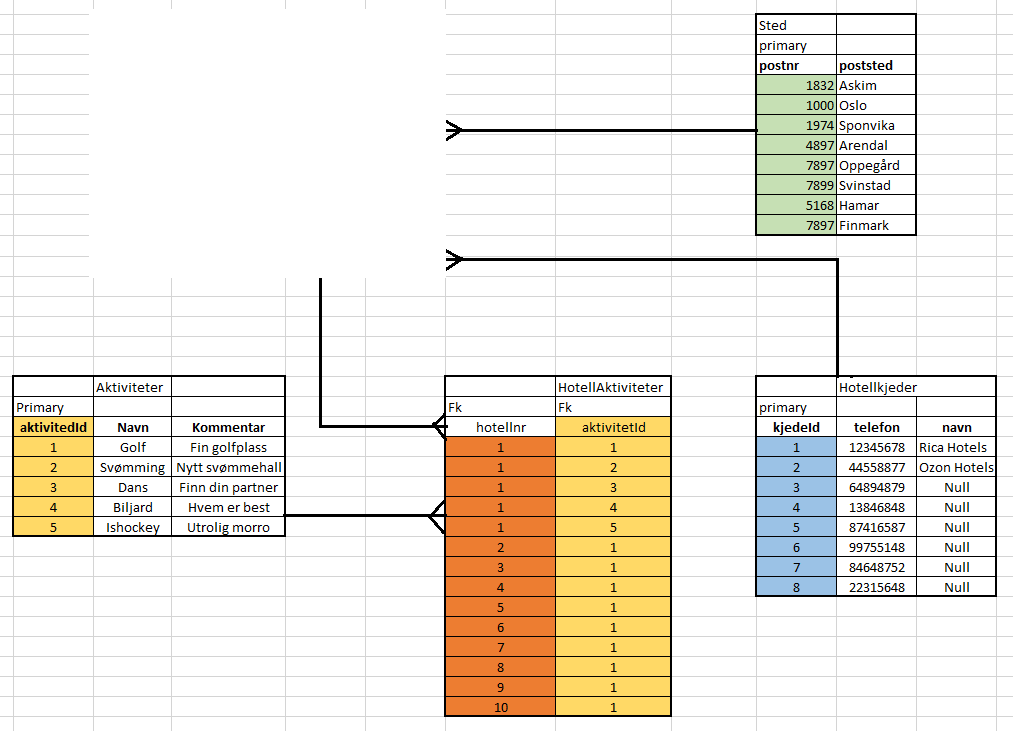 Sted
primary
postnr poststed
1832 Askim
1000 Oslo
1974 Sponvika
4897 Arendal
7897 Oppegård
7899 Svinstad
5168 Hamar
7897 Finmark
Aktiviteter
Primary
aktivitedId Navn Kommentar
1 Golf Fin golfplass
2 Svømming Nytt svømmehall
3 Dans Finn din partner
4 Biljard Hvem er best
5 Ishockey Utrolig morro
HotellAktiviteter
Fk Fk
hotellnr aktivitetId
1 1
1 2
1 3
1 4
1 5
2 1
3 1
4 1
5 1
6 1
7 1
8 1
9 1
10 1
Hotellkjeder
primary
kjedeId telefon navn
1 12345678 Rica Hotels
2 44558877 Ozon Hotels
3 64894879 Null
4 13846848 Null
5 87416587 Null
6 99755148 Null
7 84648752 Null
8 22315648 Null